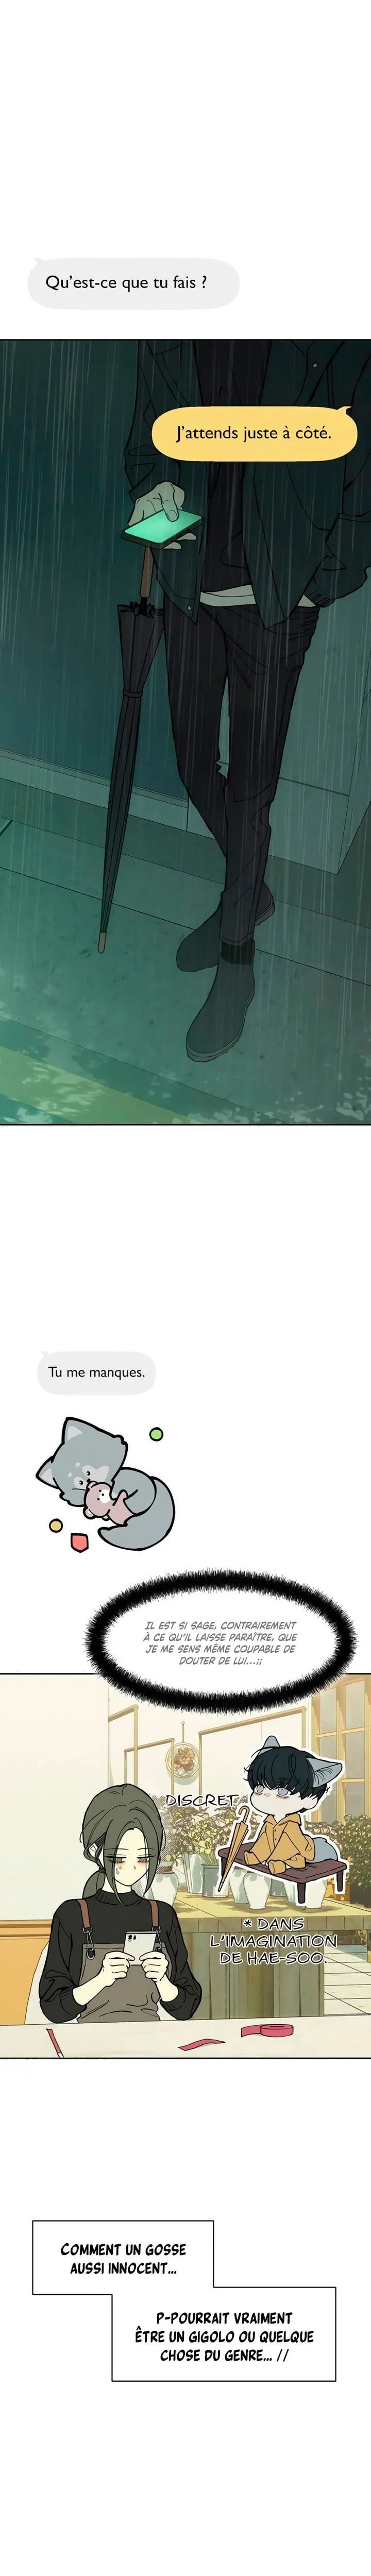 Qu'est-ce que tu fais ?
J'attends juste à côté.
Tu me manques.
IL EST SI SAGE, CONTRAIREMENT
À CE QU'IL LAISSE PARAÎTRE, QUE
JE ME SENS MÊME COUPABLE DE
DOUTER DE LUI...;;
DISCRET
* DANS
L'IMAGINATION
DE HAE-SOO.
COMMENT UN GOSSE
AUSSI INNOCENT...
P-POURRAIT VRAIMENT
ÊTRE UN GIGOLO OU QUELQUE
CHOSE DU GENRE... //